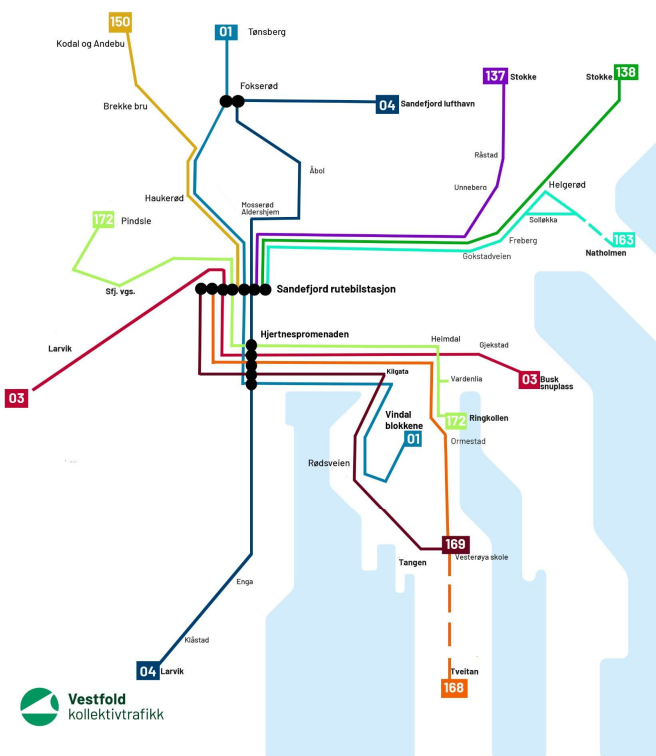 150
01
Tønsberg
Kodal og Andebu
Fokserød
137
Stokke
Stokke
138
04
Sandefjord lufthavn
Brekke bru
Råstad
Åbol
Unneberg
Helgerød
Haukerød
Mosserød
Aldershjem
172
Pindsle
Solløkka
Freberg
163
Natholmen
Gokstadveien
Sfj. vgs.
Sandefjord rutebilstasjon
Hjertnespromenaden
Heimdal
Gjekstad
Larvik
Kilgata
Vardenlia
03
Busk
snuplass
03
Vindal
blokkene
172
Ringkollen
01
Ormestad
Rødsveien
169
Vesterøya skole
Tangen
Enga
Klåstad
04
Larvik
Tveitan
168
Vestfold
kollektivtrafikk